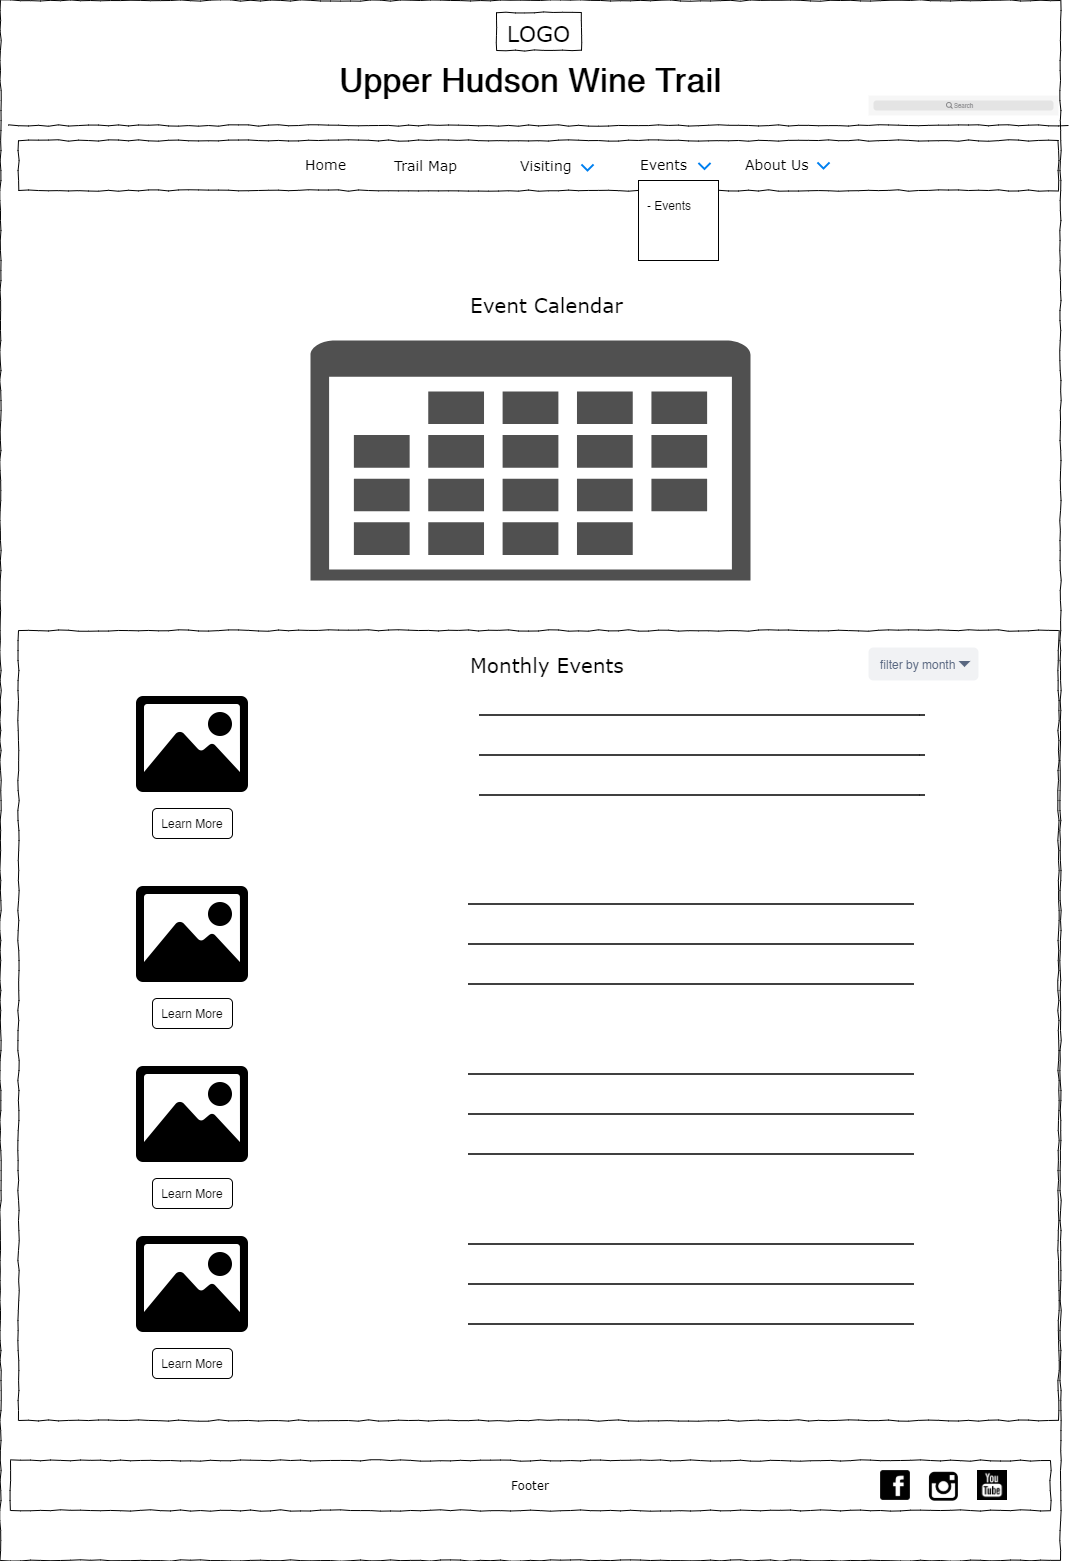 LOGO
Upper Hudson Wine Trail
Search
Home Trail Map Visiting Events About Us
- Events
Event Calendar
Monthly Events
filter by month
Learn More
Learn More
Learn More
Learn More
Footer
You
Tube